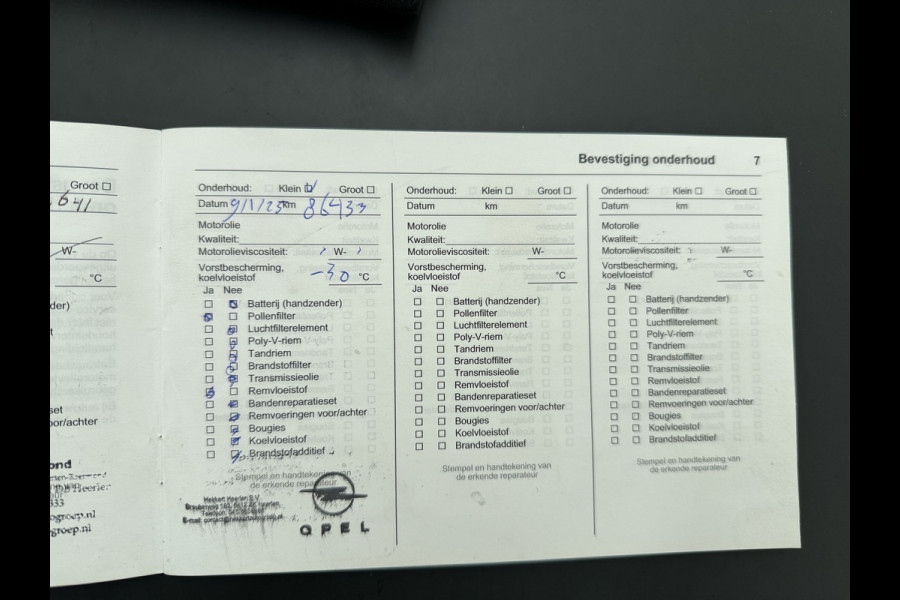 Groot
641
W-
°C
der)
set
oor/achter
ond
Heerlen
333
ogroep.nl
groep.nl
Bevestiging onderhoud 7
Onderhoud: Klein Groot
Datum 9/1/23 km 86433
Motorolie
Kwaliteit:
Motorolieviscositeit: W-
Vorstbescherming,
koelvloeistof -30 °C
Ja Nee
Batterij (handzender)
Pollenfilter
Luchtfilterelement
Poly-V-riem
Tandriem
Brandstoffilter
Transmissieolie
Remvloeistof
Bandenreparatieset
Remvoeringen voor/achter
Bougies
Koelvloeistof
Brandstofadditief
Stempel en handtekening van
de erkende reparateur
Heerlen B.V.
OPEL
Onderhoud: Klein Groot
Datum km
Motorolie
Kwaliteit:
Motorolieviscositeit: W-
Vorstbescherming,
koelvloeistof °C
Ja Nee
Batterij (handzender)
Pollenfilter
Luchtfilterelement
Poly-V-riem
Tandriem
Brandstoffilter
Transmissieolie
Remvloeistof
Bandenreparatieset
Remvoeringen voor/achter
Bougies
Koelvloeistof
Brandstofadditief
Stempel en handtekening van
de erkende reparateur
Onderhoud: Klein Groot
Datum km
Motorolie
Kwaliteit:
Motorolieviscositeit: W-
Vorstbescherming,
koelvloeistof °C
Ja Nee
Batterij (handzender)
Pollenfilter
Luchtfilterelement
Poly-V-riem
Tandriem
Brandstoffilter
Transmissieolie
Remvloeistof
Bandenreparatieset
Remvoeringen voor/achter
Bougies
Koelvloeistof
Brandstofadditief
Stempel en handtekening van
de erkende reparateur